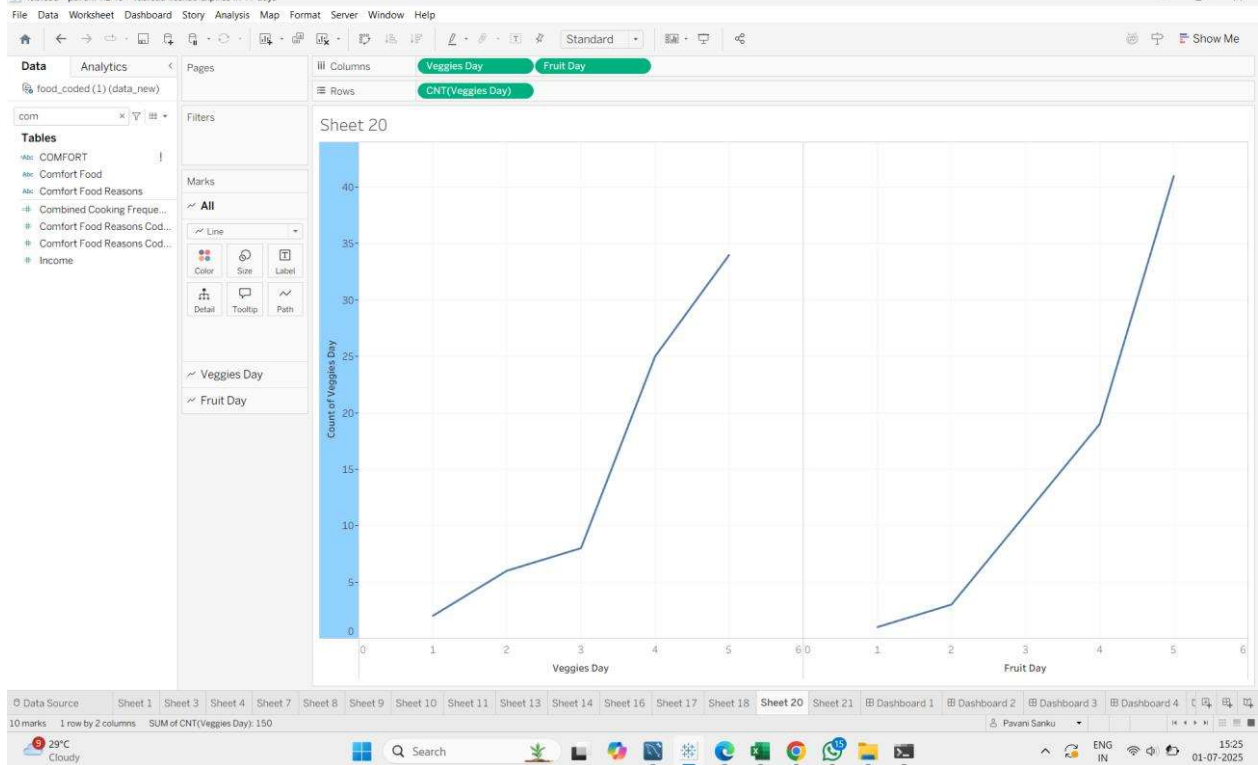 File Data Worksheet Dashboard Story Analysis Map Format Server Window Help
Standard
Show Me
Data Analytics
Pages
Columns Veggies Day Fruit Day
food_coded (1) (data_new)
Rows CNT(Veggies Day)
com
Filters
Sheet 20
Tables
Abc COMFORT !
Abc Comfort Food
Abc Comfort Food Reasons
# Combined Cooking Freque...
# Comfort Food Reasons Cod...
# Comfort Food Reasons Cod...
# Income
Marks
All
Line
Color Size Label
Detail Tooltip Path
Veggies Day
Fruit Day
Count of Veggies Day
40
35
30
25
20
15
10
5
0
0 1 2 3 4 5 6 0 1 2 3 4 5 6
Veggies Day Fruit Day
Data Source Sheet 1 Sheet 3 Sheet 4 Sheet 7 Sheet 8 Sheet 9 Sheet 10 Sheet 11 Sheet 13 Sheet 14 Sheet 16 Sheet 17 Sheet 18 Sheet 20 Sheet 21 Dashboard 1 Dashboard 2 Dashboard 3 Dashboard 4
10 marks 1 row by 2 columns SUM of CNT(Veggies Day): 150 Pavani Sanku
9 29°C
Cloudy
Search
15
ENG
IN
15:25
01-07-2025